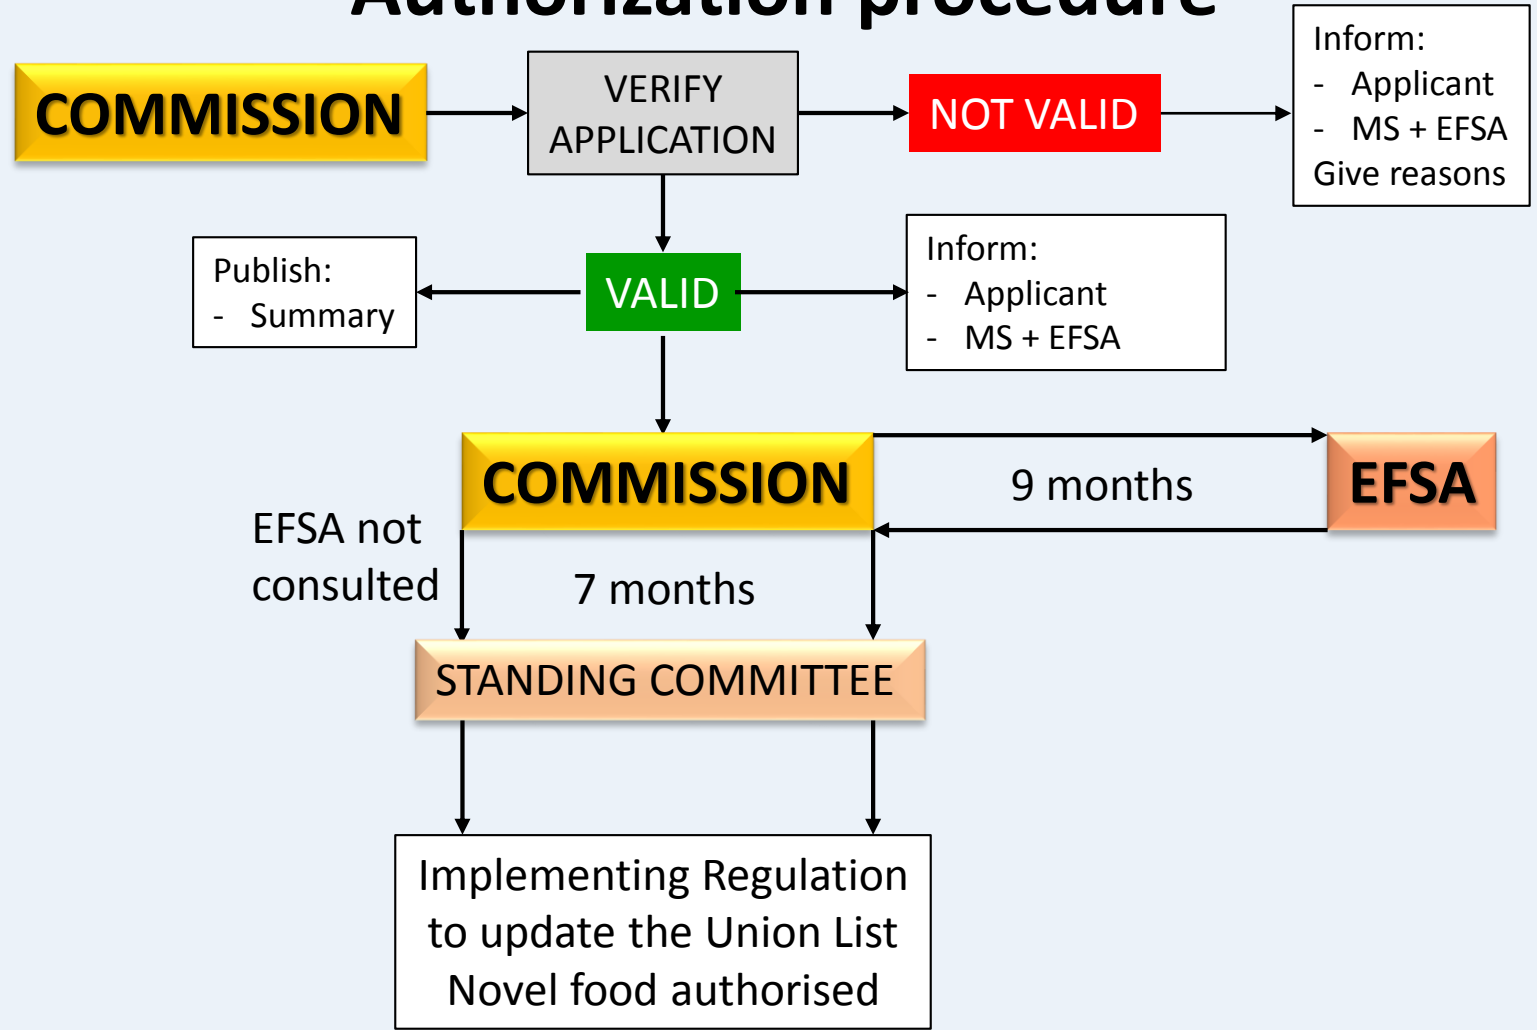 Authorization procedure
COMMISSION
VERIFY
APPLICATION
NOT VALID
Inform:
- Applicant
- MS + EFSA
Give reasons
Publish:
- Summary
VALID
Inform:
- Applicant
- MS + EFSA
COMMISSION
9 months
EFSA
EFSA not
consulted
7 months
STANDING COMMITTEE
Implementing Regulation
to update the Union List
Novel food authorised